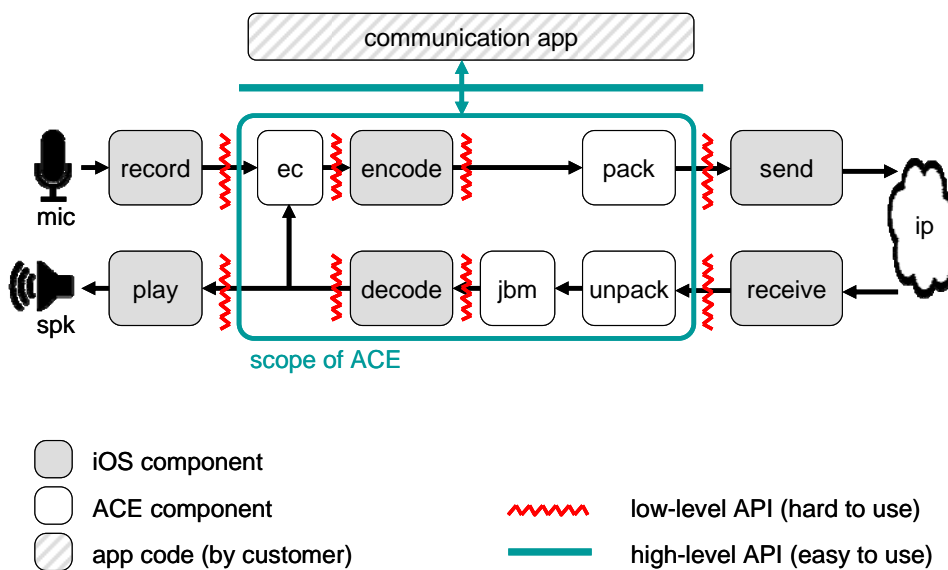 communication app
record
ec
encode
pack
send
mic
ip
play
decode
jbm
unpack
receive
spk
scope of ACE
iOS component
ACE component
low-level API (hard to use)
app code (by customer)
high-level API (easy to use)